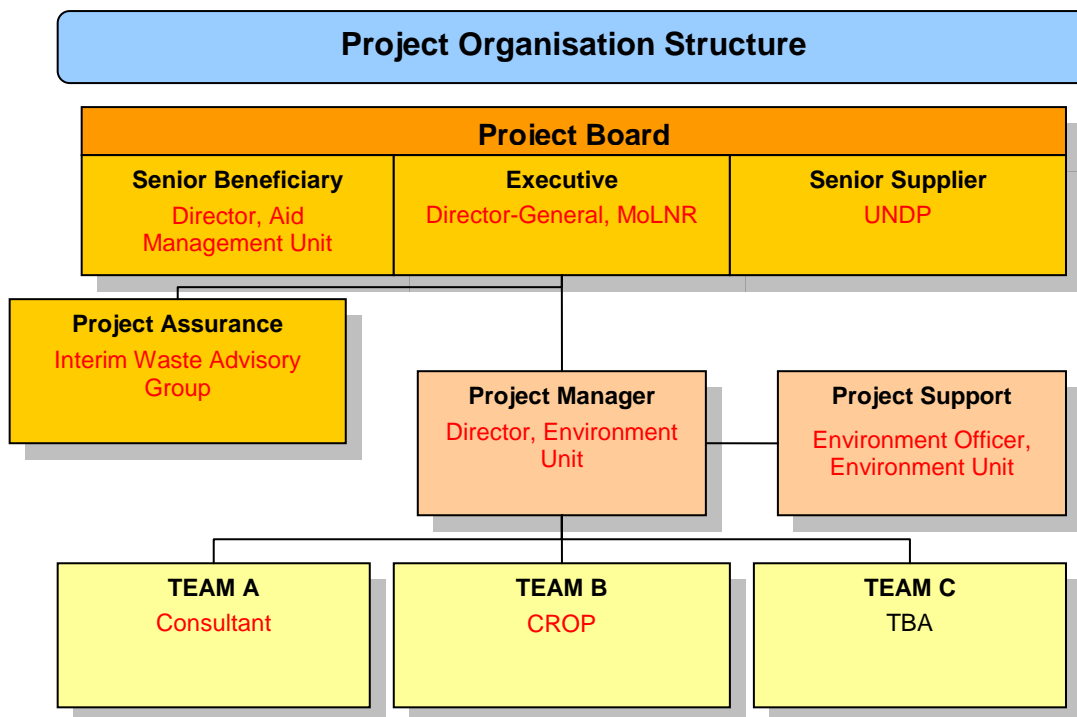 Project Organisation Structure
Project Board
Senior Beneficiary
Director, Aid
Management Unit
Executive
Director-General, MoLNR
Senior Supplier
UNDP
Project Assurance
Interim Waste Advisory
Group
Project Manager
Director, Environment
Unit
Project Support
Environment Officer,
Environment Unit
TEAM A
Consultant
TEAM B
CROP
TEAM C
TBA